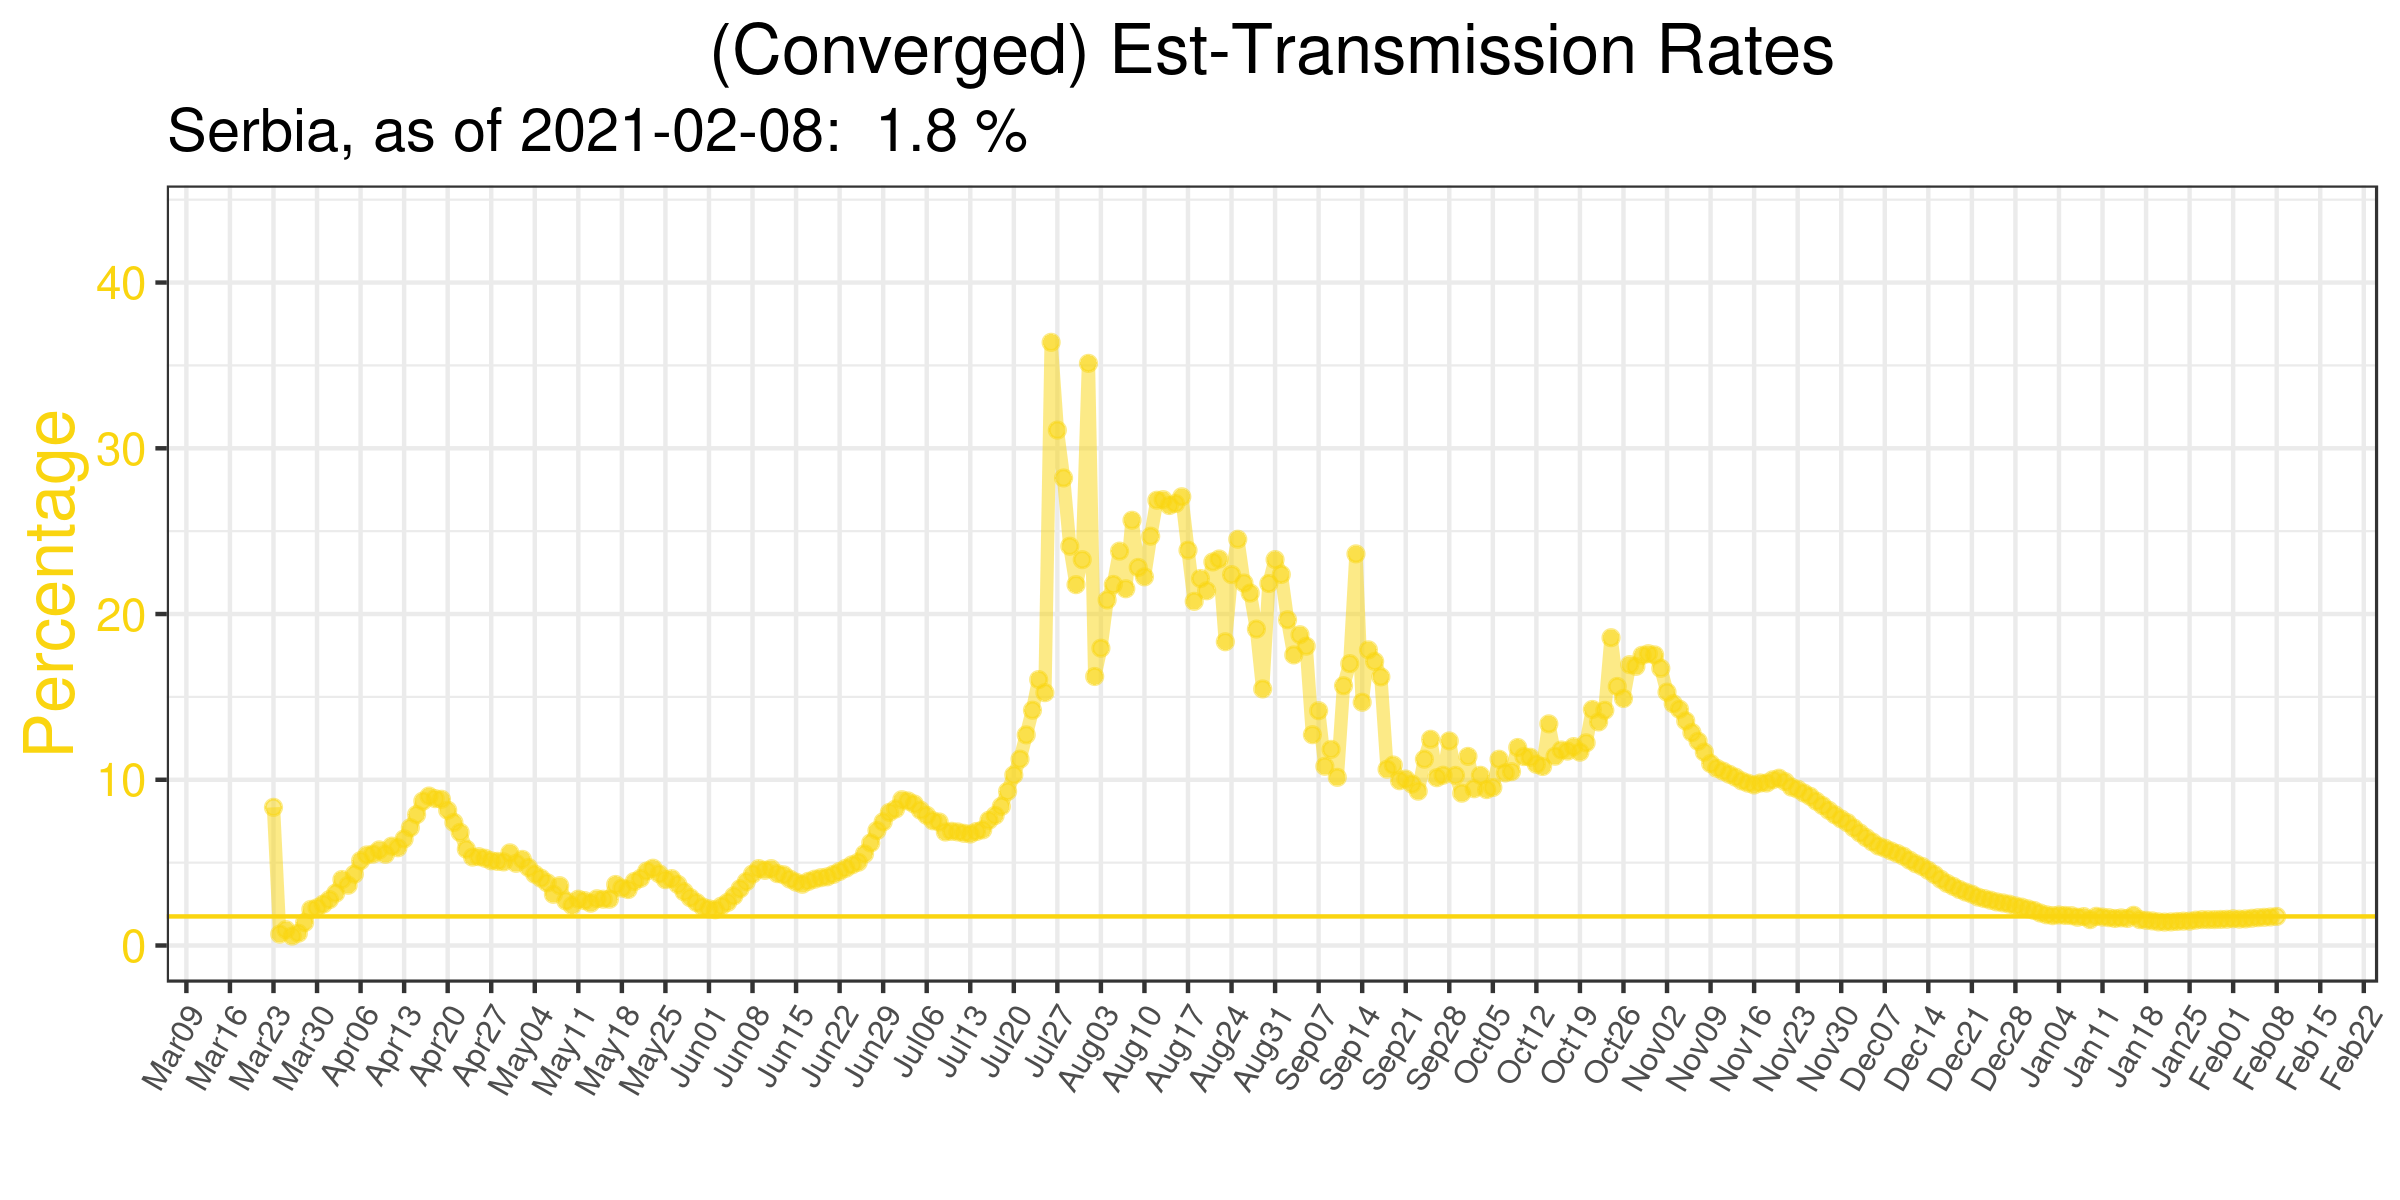 (Converged) Est-Transmission Rates
Serbia, as of 2021-02-08:  1.8 %
Percentage
40
30
20
10
0
Mar09 Mar16 Mar23 Mar30 Apr06 Apr13 Apr20 Apr27 May04 May11 May18 May25 Jun01 Jun08 Jun15 Jun22 Jun29 Jul06 Jul13 Jul20 Jul27 Aug03 Aug10 Aug17 Aug24 Aug31 Sep07 Sep14 Sep21 Sep28 Oct05 Oct12 Oct19 Oct26 Nov02 Nov09 Nov16 Nov23 Nov30 Dec07 Dec14 Dec21 Dec28 Jan04 Jan11 Jan18 Jan25 Feb01 Feb08 Feb15 Feb22